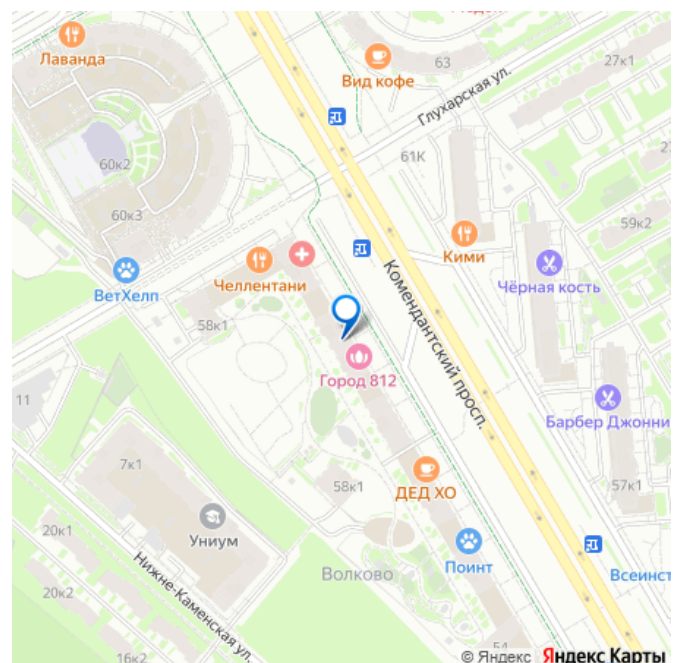 Лаванда
Вид кофе
63
27к1
Глухарская ул.
61К
60к2
60к3
59к2
ВетХелп
Челлентани
Кими
Чёрная кость
58к1
Комендантский просп.
Город 812
11
Барбер Джонни
7к1
58к1
ДЕД ХО
57к1
Униум
20к1
Поинт
Волково
Нижне-Каменская ул.
20к2
Всеинст
54
16к2
© Яндекс Яндекс Карты